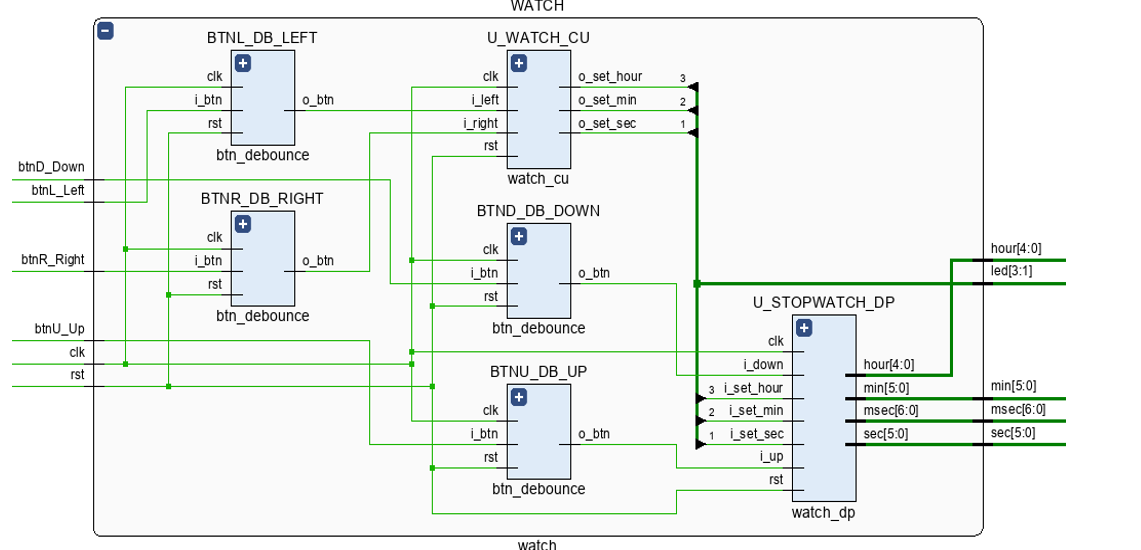 WATCH
BTNL_DB_LEFT
clk
i_btn
rst
o_btn
btn_debounce
U_WATCH_CU
clk
i_left
i_right
rst
o_set_hour
o_set_min
o_set_sec
3
2
1
watch_cu
btnD_Down
btnL_Left
btnR_Right
btnU_Up
clk
rst
BTNR_DB_RIGHT
clk
i_btn
rst
o_btn
btn_debounce
BTND_DB_DOWN
clk
i_btn
rst
o_btn
btn_debounce
BTNU_DB_UP
clk
i_btn
rst
o_btn
btn_debounce
U_STOPWATCH_DP
clk
i_down
3 i_set_hour
2 i_set_min
1 i_set_sec
i_up
rst
hour[4:0]
min[5:0]
msec[6:0]
sec[5:0]
watch_dp
hour[4:0]
led[3:1]
min[5:0]
msec[6:0]
sec[5:0]
watch